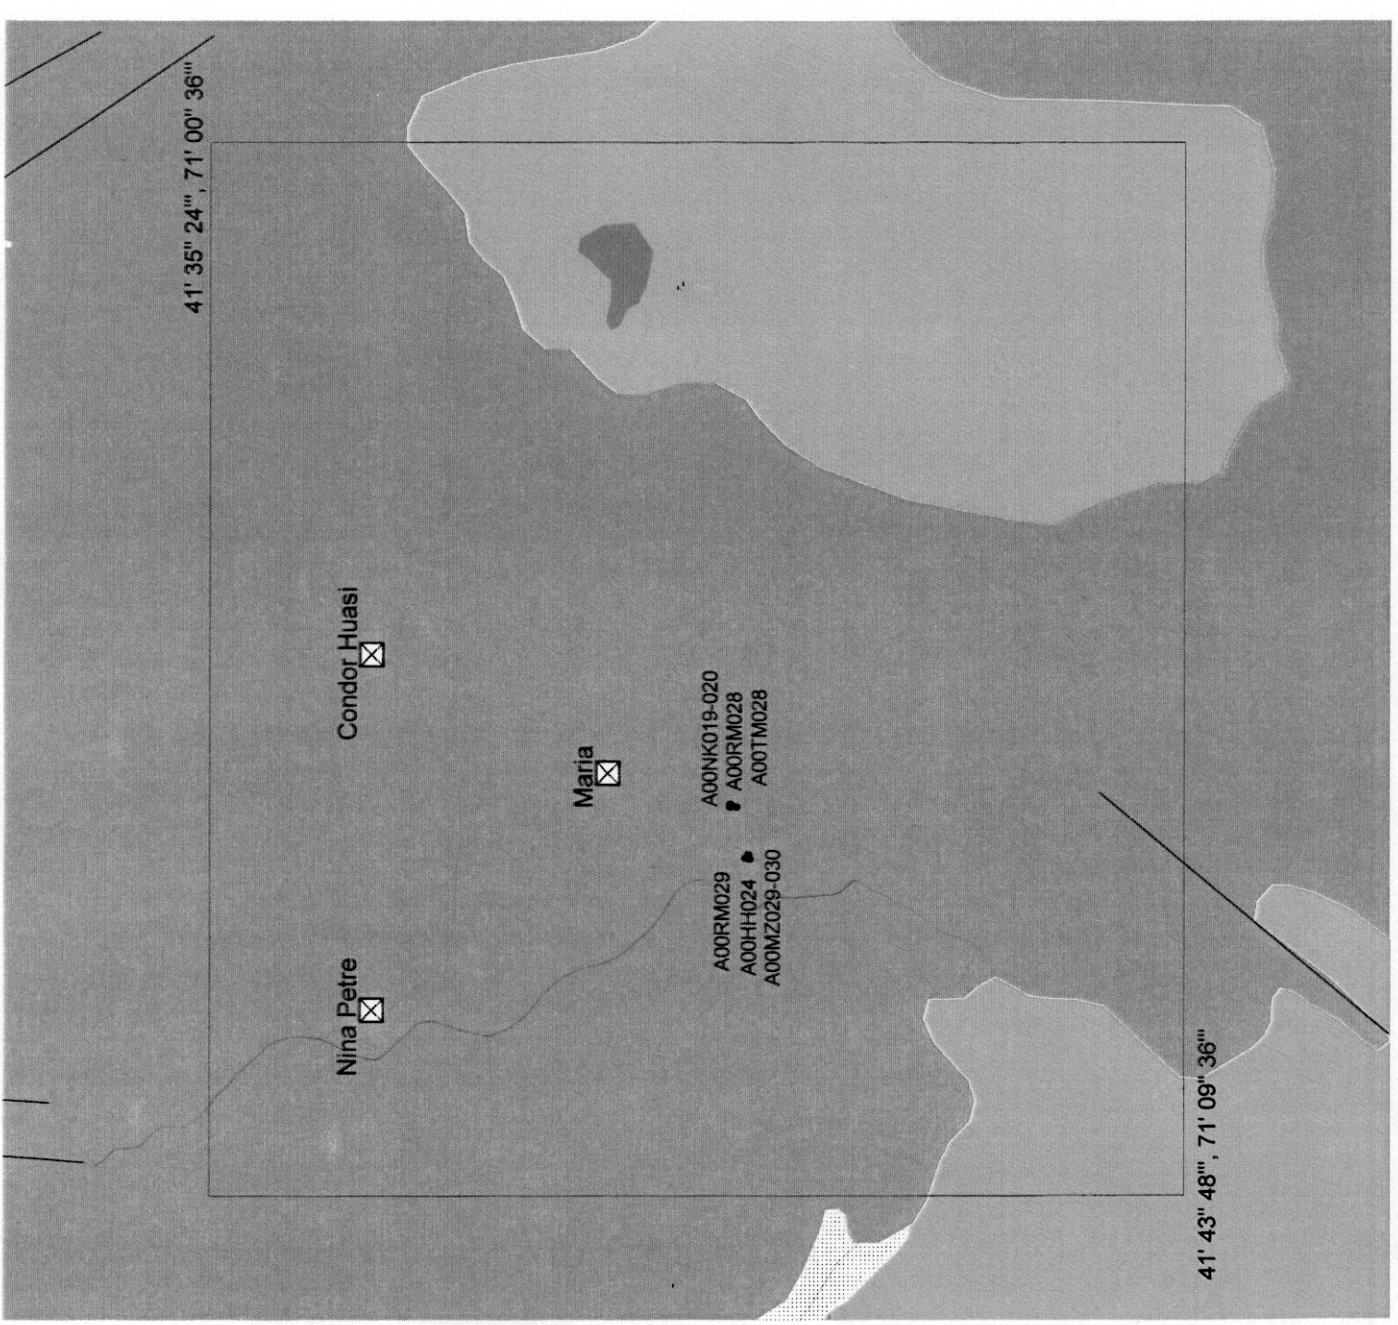 41' 35" 24"', 71' 00" 36"'
Condor Huasi
Nina Petre
Maria
A00NK019-020
A00RM028
A00TM028
A00RM029
A00HH024
A00MZ029-030
41' 43" 48"', 71' 09" 36"'